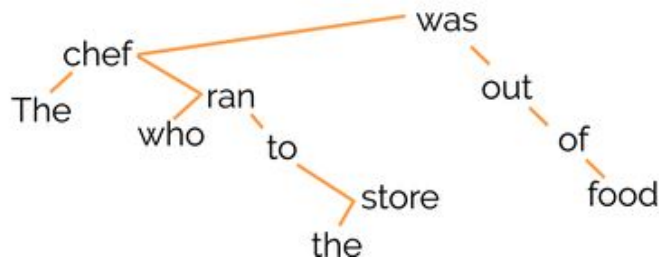 was
chef
out
The
ran
who
to
of
store
food
the